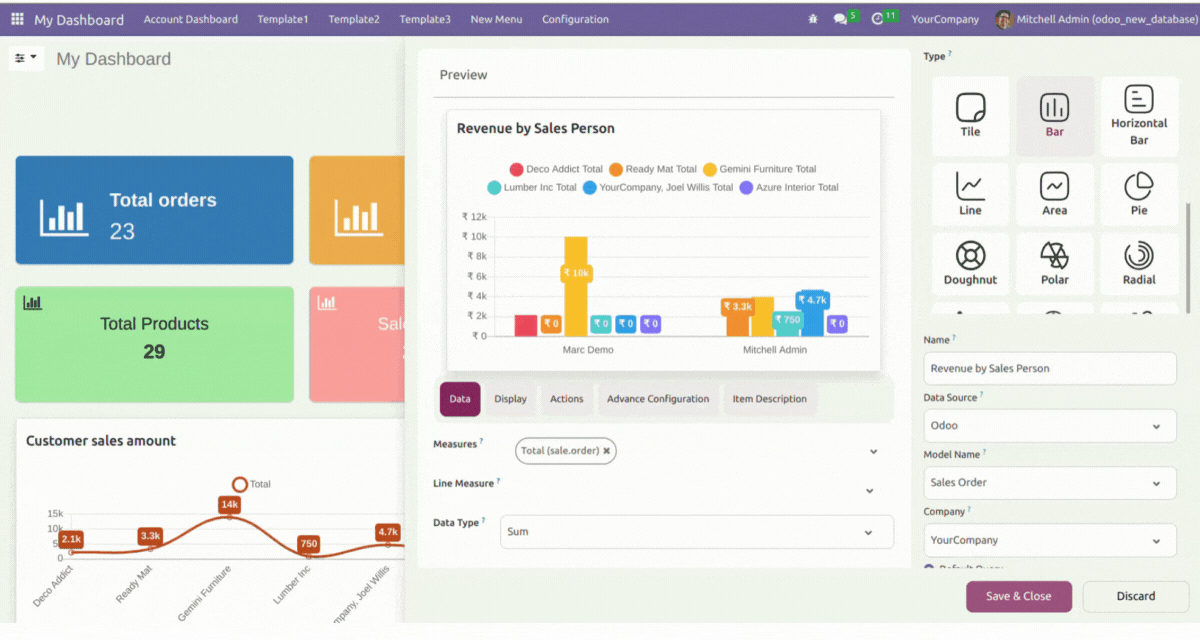 My Dashboard Account Dashboard Template1 Template2 Template3 New Menu Configuration 5 11 YourCompany Mitchell Admin (odoo_new_database)
My Dashboard
Total orders
23
Total Products
29
Customer sales amount
Total
15k
10k
5
0
2.1k
3.3k
14k
750
4.7k
Deco Addict
Ready Mat
Gemini Furniture
Lumber Inc
mpany, Joel Willis
Preview
Revenue by Sales Person
Deco Addict Total Ready Mat Total Gemini Furniture Total
Lumber Inc Total YourCompany, Joel Willis Total Azure Interior Total
₹ 12k
₹ 10k
₹ 8k
₹ 6k
₹ 4k
₹ 2k
₹ 0
₹ 0
₹ 10k
₹ 0
₹ 0
₹ 0
₹ 3.3k
₹ 750
₹ 4.7k
₹ 0
Marc Demo Mitchell Admin
Data Display Actions Advance Configuration Item Description
Measures ?
Total (sale.order) ✖
Line Measure ?
Data Type ?
Sum
Type ?
Tile Bar Horizontal
Bar
Line Area Pie
Doughnut Polar Radial
Name ?
Revenue by Sales Person
Data Source ?
Odoo
Model Name ?
Sales Order
Company ?
YourCompany
Save & Close Discard